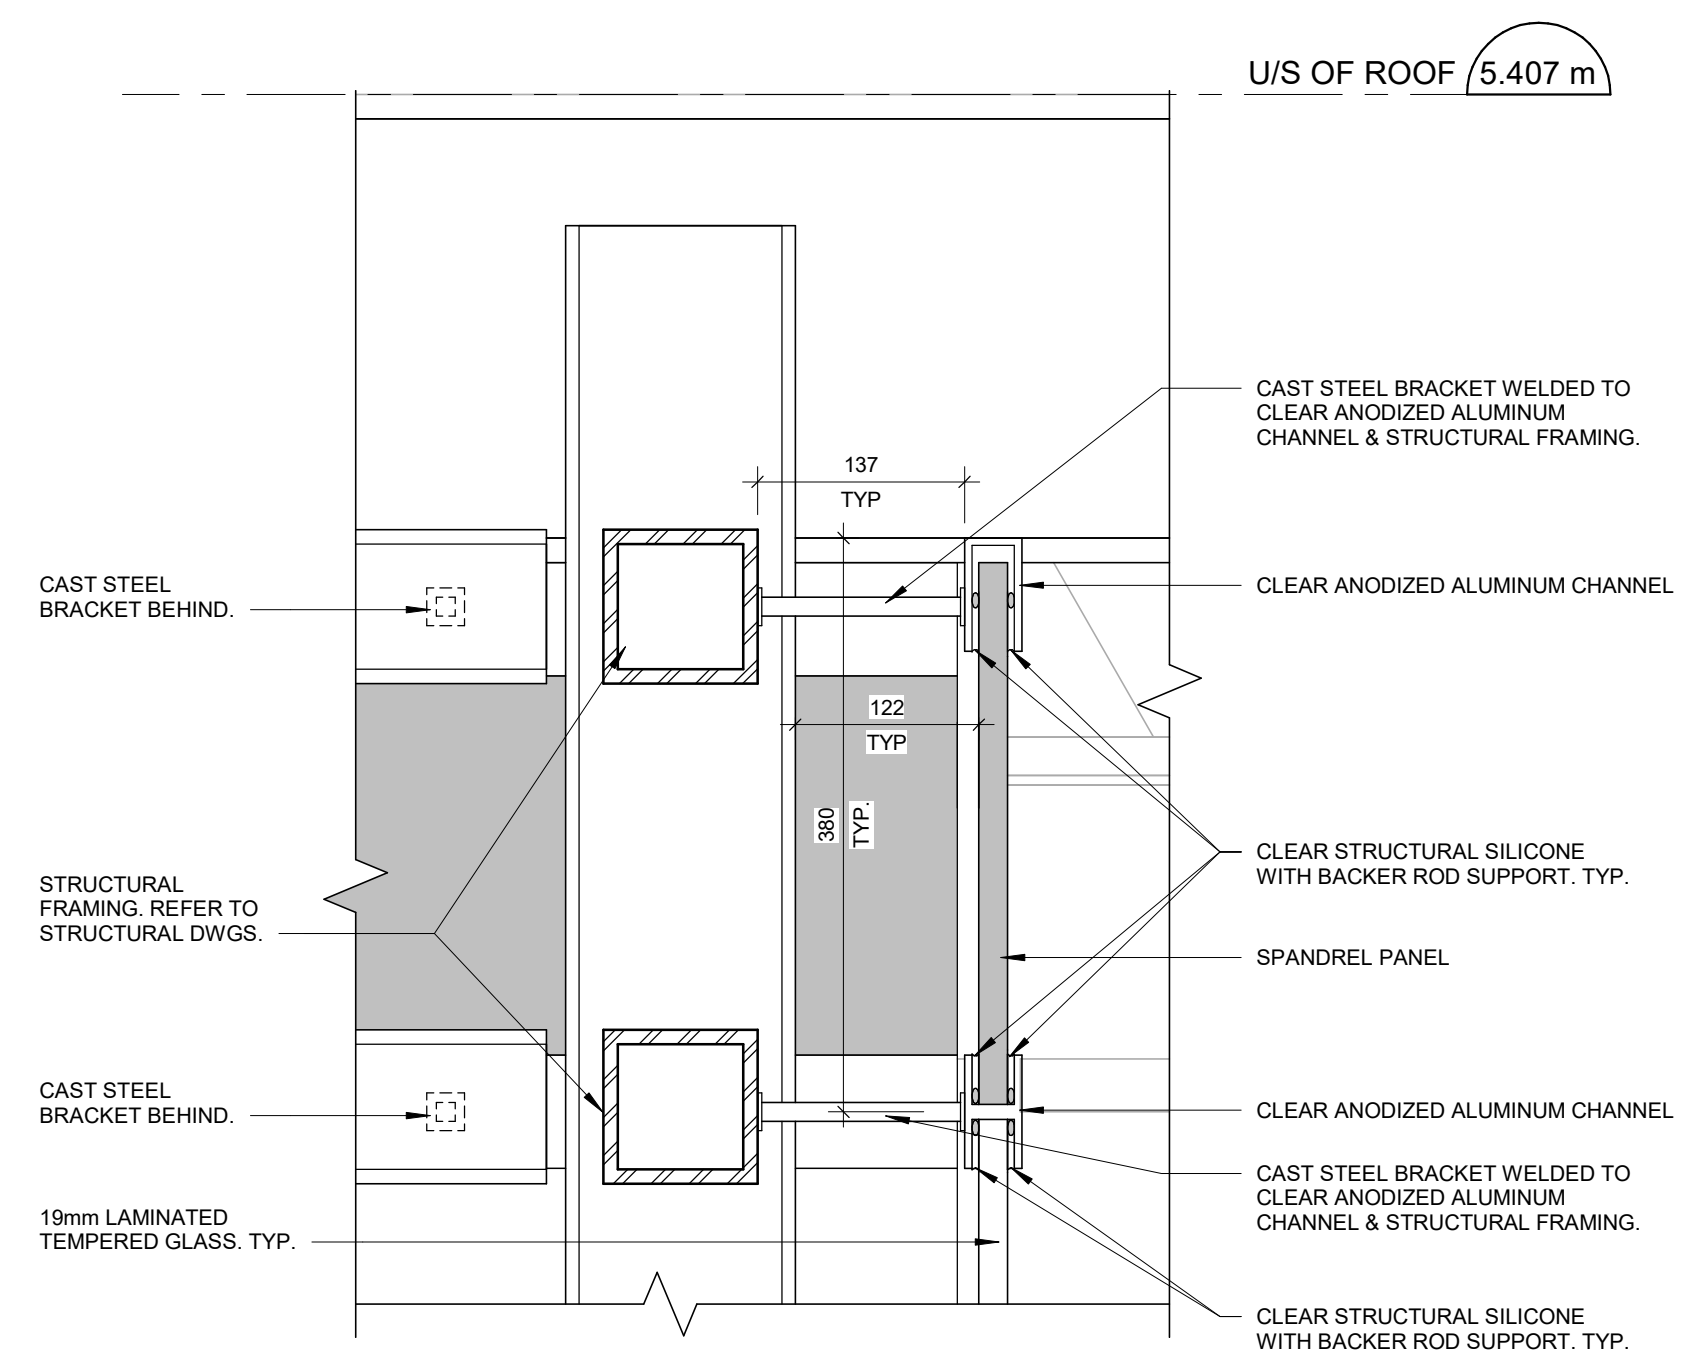 U/S OF ROOF 5.407 m
CAST STEEL BRACKET WELDED TO
CLEAR ANODIZED ALUMINUM
CHANNEL & STRUCTURAL FRAMING.
137
TYP
CAST STEEL
BRACKET BEHIND.
CLEAR ANODIZED ALUMINUM CHANNEL
122
TYP
380
TYP.
CLEAR STRUCTURAL SILICONE
WITH BACKER ROD SUPPORT. TYP.
STRUCTURAL
FRAMING. REFER TO
STRUCTURAL DWGS.
SPANDREL PANEL
CAST STEEL
BRACKET BEHIND.
CLEAR ANODIZED ALUMINUM CHANNEL
CAST STEEL BRACKET WELDED TO
CLEAR ANODIZED ALUMINUM
CHANNEL & STRUCTURAL FRAMING.
19mm LAMINATED
TEMPERED GLASS. TYP.
CLEAR STRUCTURAL SILICONE
WITH BACKER ROD SUPPORT. TYP.